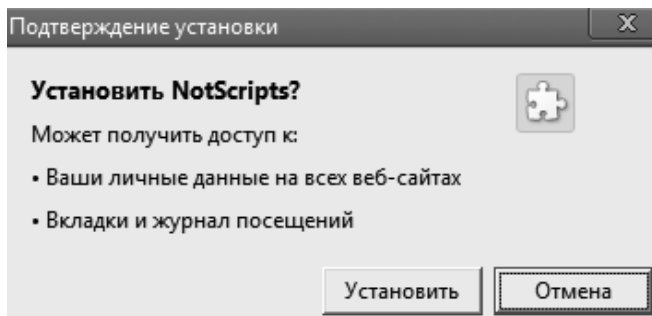 Подтверждение установки
Установить NotScripts?
Может получить доступ к:
• Ваши личные данные на всех веб-сайтах
• Вкладки и журнал посещений
Установить Отмена